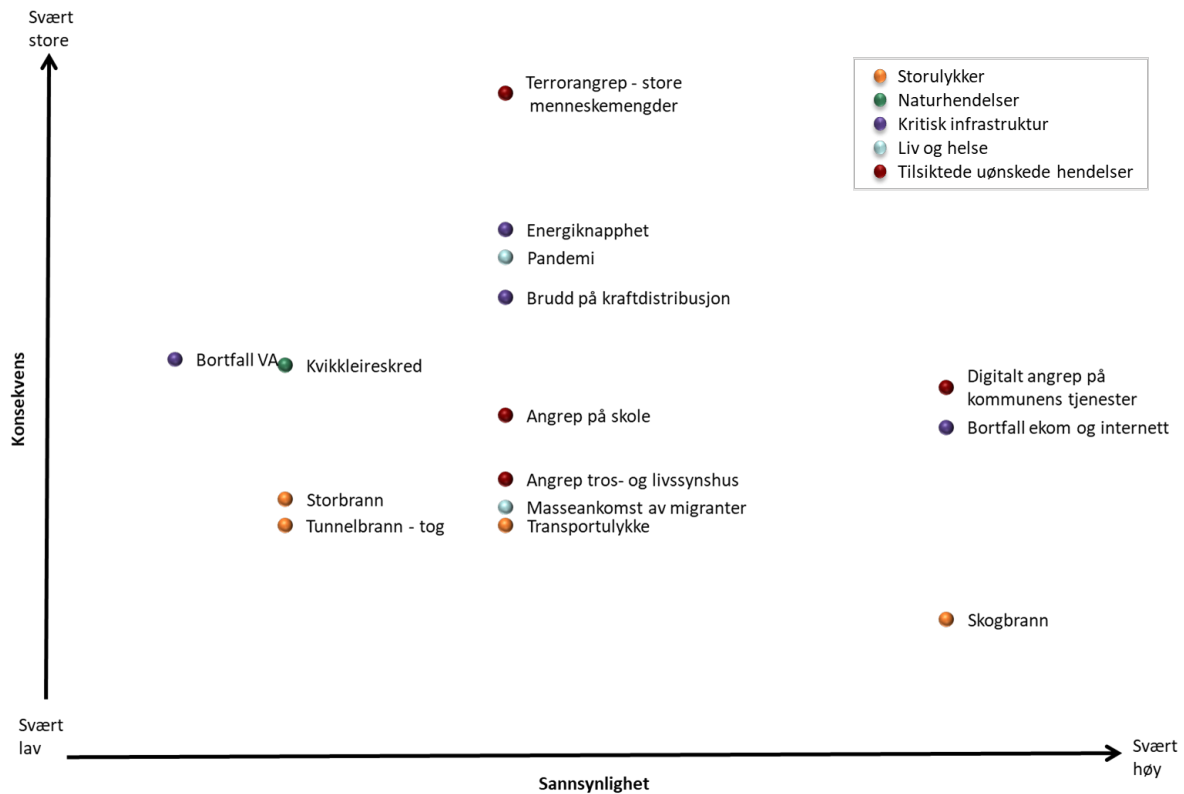 Svært
store
Terrorangrep - store
menneskemengder
Storulykker
Naturhendelser
Kritisk infrastruktur
Liv og helse
Tilsiktede uønskede hendelser
Energiknapphet
Pandemi
Brudd på kraftdistribusjon
Bortfall VA
Kvikkleireskred
Konsekvens
Digitalt angrep på
kommunens tjenester
Angrep på skole
Bortfall ekom og internett
Angrep tros- og livssynshus
Storbrann
Masseankomst av migranter
Tunnelbrann - tog
Transportulykke
Skogbrann
Svært
lav
Svært
høy
Sannsynlighet